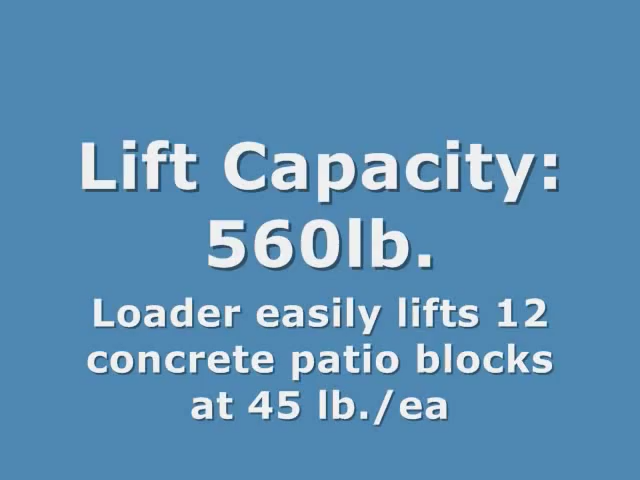 Lift Capacity:
560lb.
Loader easily lifts 12
concrete patio blocks
at 45 lb./ea